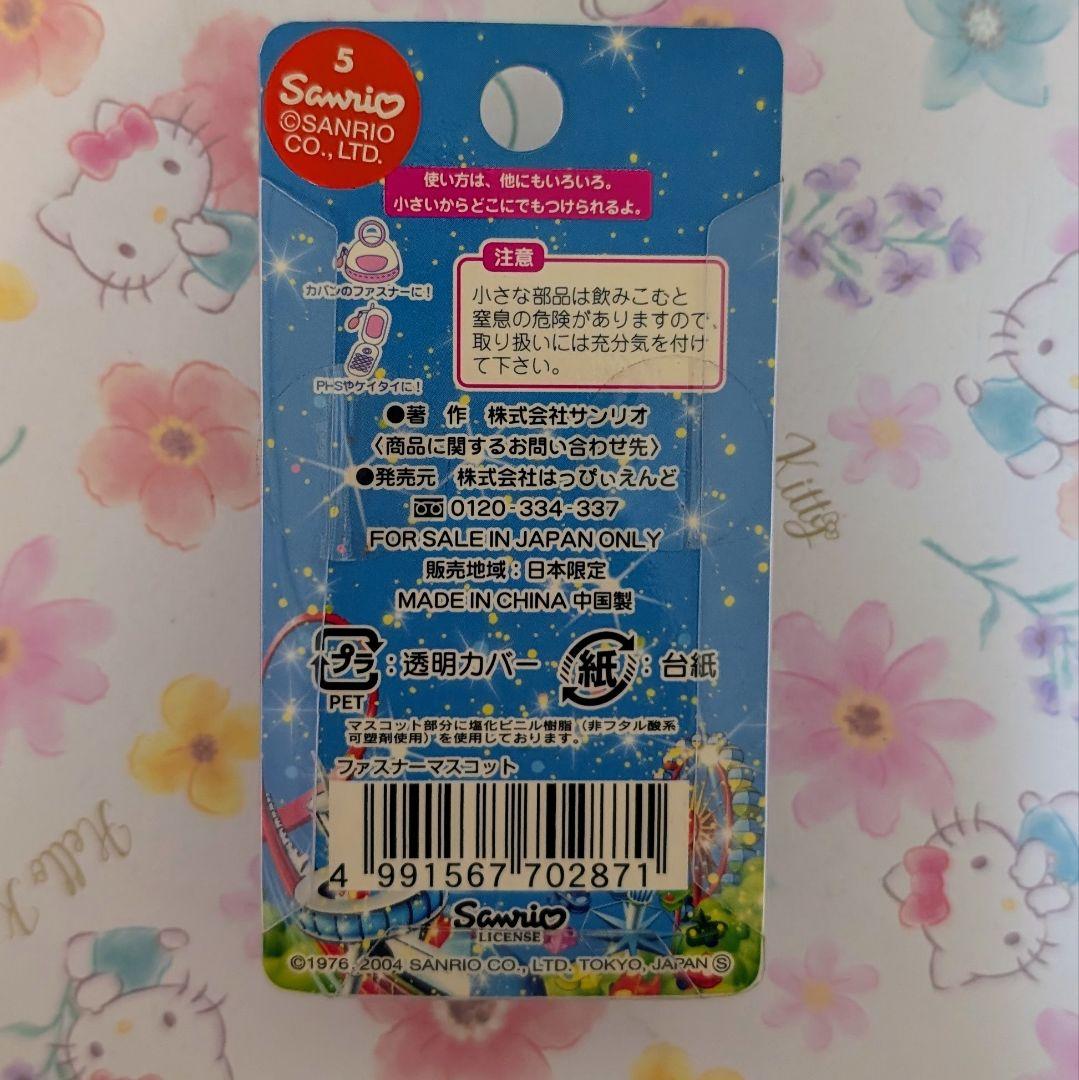 5
Sanrio
©SANRIO
CO., LTD.
使い方は、他にもいろいろ。
小さいからどこにでもつけられるよ。
カバンのファスナーに!
PHSやケイタイに!
注意
小さな部品は飲みこむと
窒息の危険がありますので、
取り扱いには充分気を付け
て下さい。
●著 作 株式会社サンリオ
〈商品に関するお問い合わせ先〉
●発売元 株式会社はっぴぃえんど
0120-334-337
FOR SALE IN JAPAN ONLY
販売地域:日本限定
MADE IN CHINA 中国製
プラ:透明カバー 紙:台紙
PET
マスコット部分に塩化ビニル樹脂(非フタル酸系
可塑剤使用)を使用しております。
ファスナーマスコット
4 991567 702871
Sanrio
LICENSE
©1976, 2004 SANRIO CO., LTD. TOKYO, JAPAN Ⓢ
Kitty
Hello K